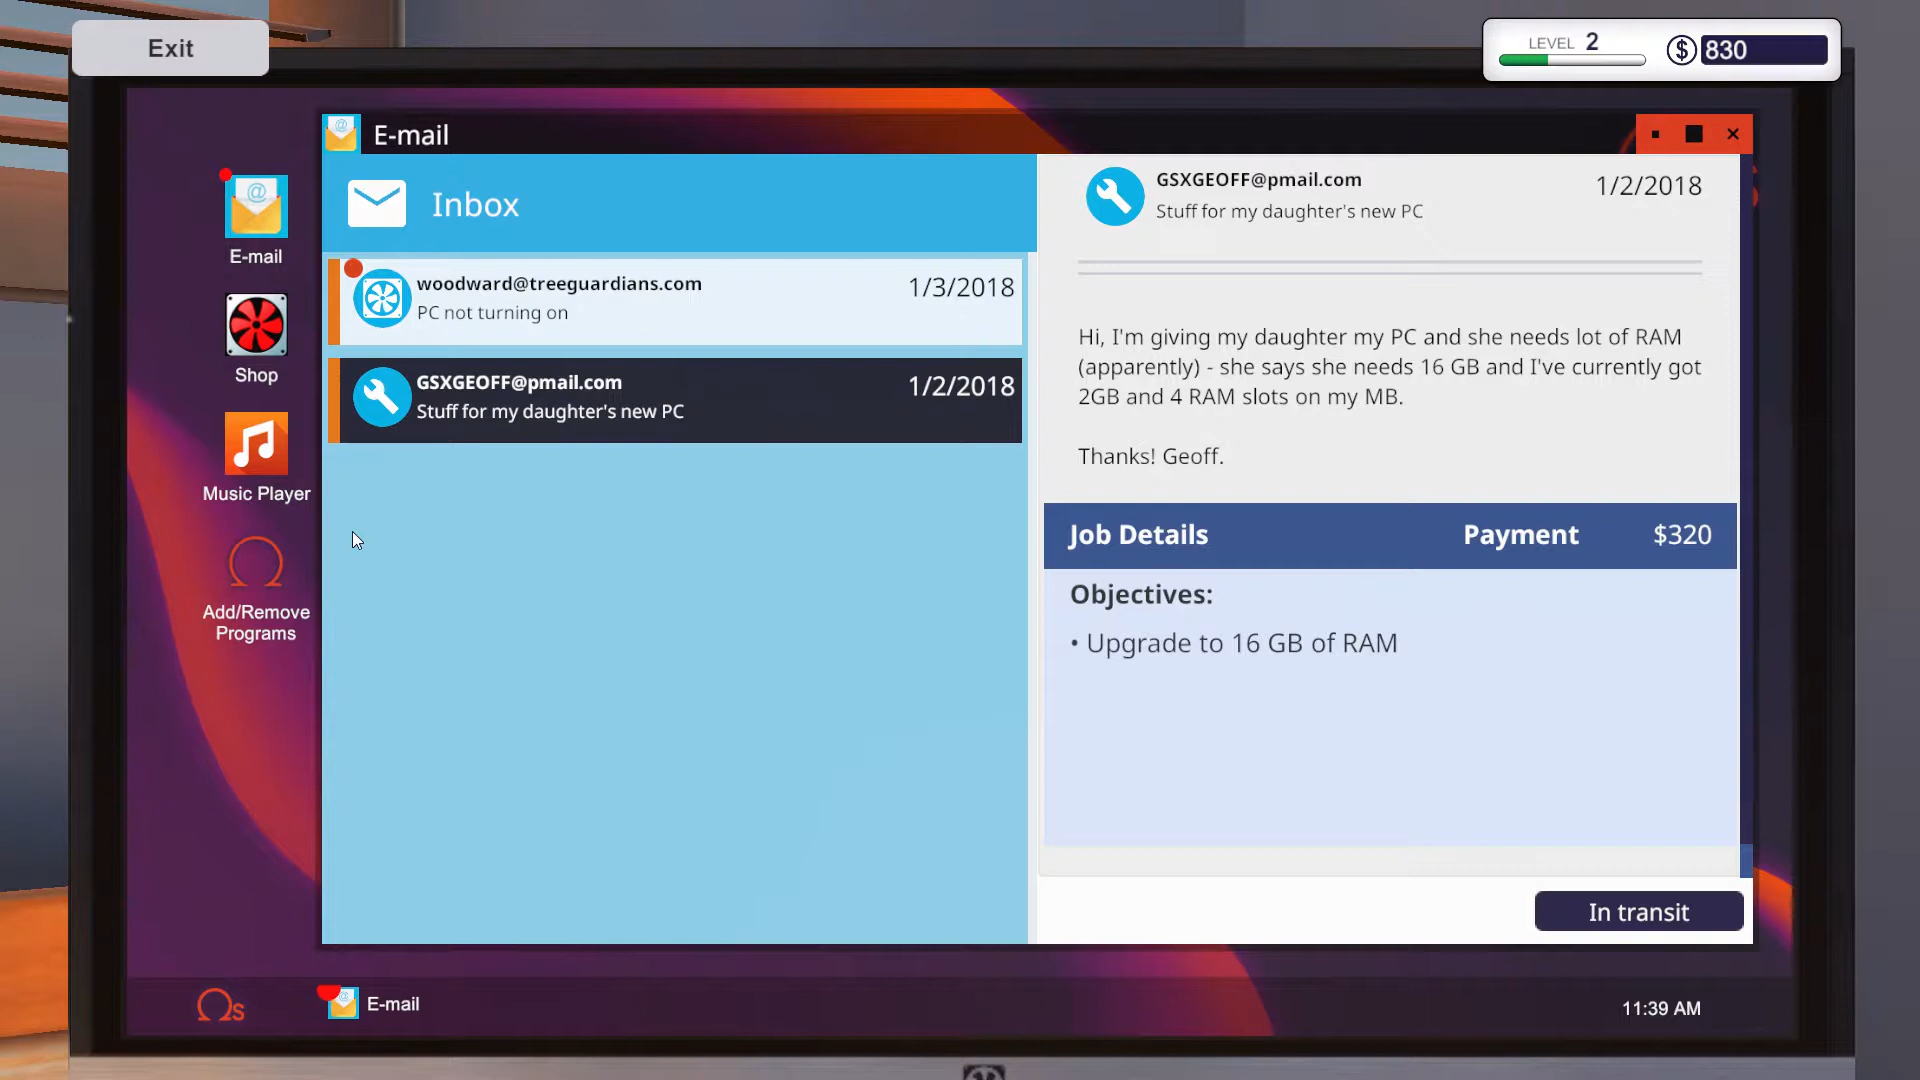 Exit
LEVEL 2
$ 830
E-mail
E-mail
Shop
Music Player
Add/Remove
Programs
Inbox
woodward@treeguardians.com
1/3/2018
PC not turning on
GSXGEOFF@pmail.com
1/2/2018
Stuff for my daughter's new PC
GSXGEOFF@pmail.com
1/2/2018
Stuff for my daughter's new PC
Hi, I'm giving my daughter my PC and she needs lot of RAM
(apparently) - she says she needs 16 GB and I've currently got
2GB and 4 RAM slots on my MB.
Thanks! Geoff.
Job Details Payment $320
Objectives:
• Upgrade to 16 GB of RAM
In transit
Ωs
E-mail
11:39 AM